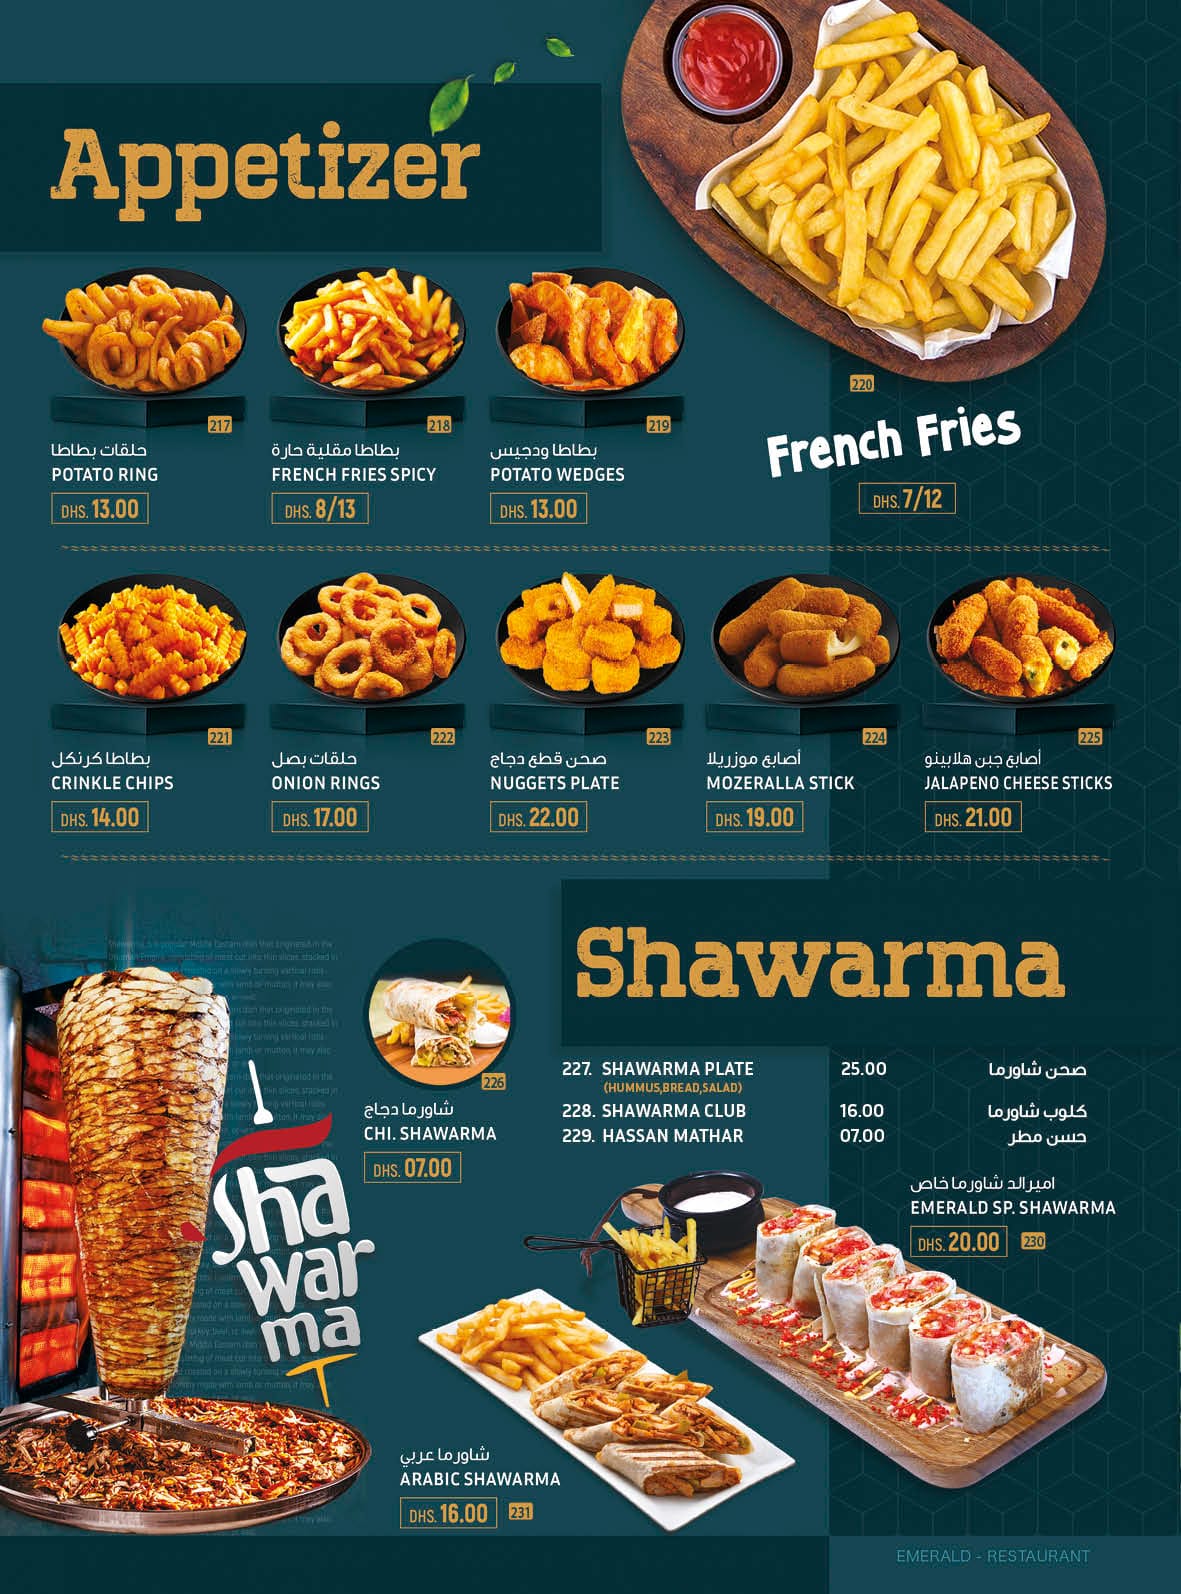 Appetizer
217
حلقات بطاطا
POTATO RING
DHS. 13.00
218
بطاطا مقلية حارة
FRENCH FRIES SPICY
DHS. 8/13
219
بطاطا ودجيس
POTATO WEDGES
DHS. 13.00
220
French Fries
DHS. 7/12
221
بطاطا كرنكل
CRINKLE CHIPS
DHS. 14.00
222
حلقات بصل
ONION RINGS
DHS. 17.00
223
صحن قطع دجاج
NUGGETS PLATE
DHS. 22.00
224
أصابع موزريلا
MOZERALLA STICK
DHS. 19.00
225
أصابع جبن هلابينو
JALAPENO CHEESE STICKS
DHS. 21.00
Shawarma
226
شاورما دجاج
CHI. SHAWARMA
DHS. 07.00
227. SHAWARMA PLATE 25.00 صحن شاورما
(HUMMUS,BREAD,SALAD)
228. SHAWARMA CLUB 16.00 كلوب شاورما
229. HASSAN MATHAR 07.00 حسن مطر
اميرالد شاورما خاص
EMERALD SP. SHAWARMA
DHS. 20.00 230
Sha
war
ma
شاورما عربي
ARABIC SHAWARMA
DHS. 16.00 231
EMERALD - RESTAURANT